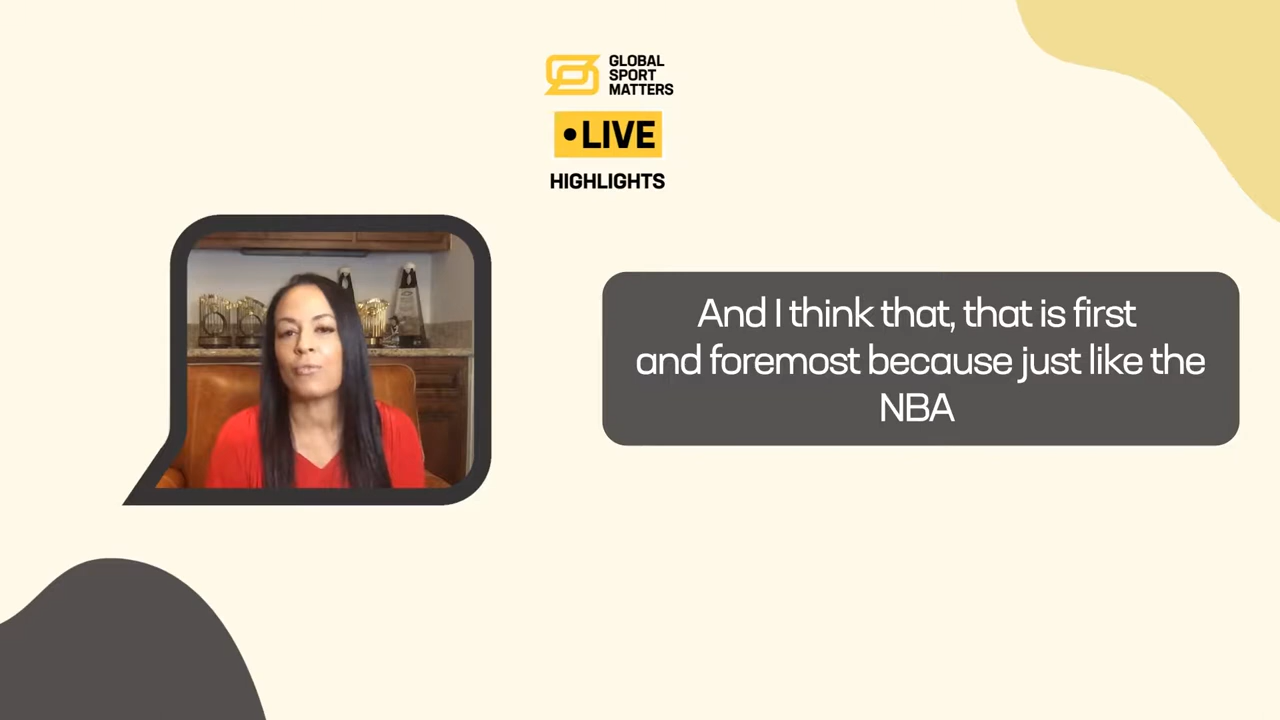 GLOBAL
SPORT
MATTERS
•LIVE
HIGHLIGHTS
And I think that, that is first
and foremost because just like the
NBA